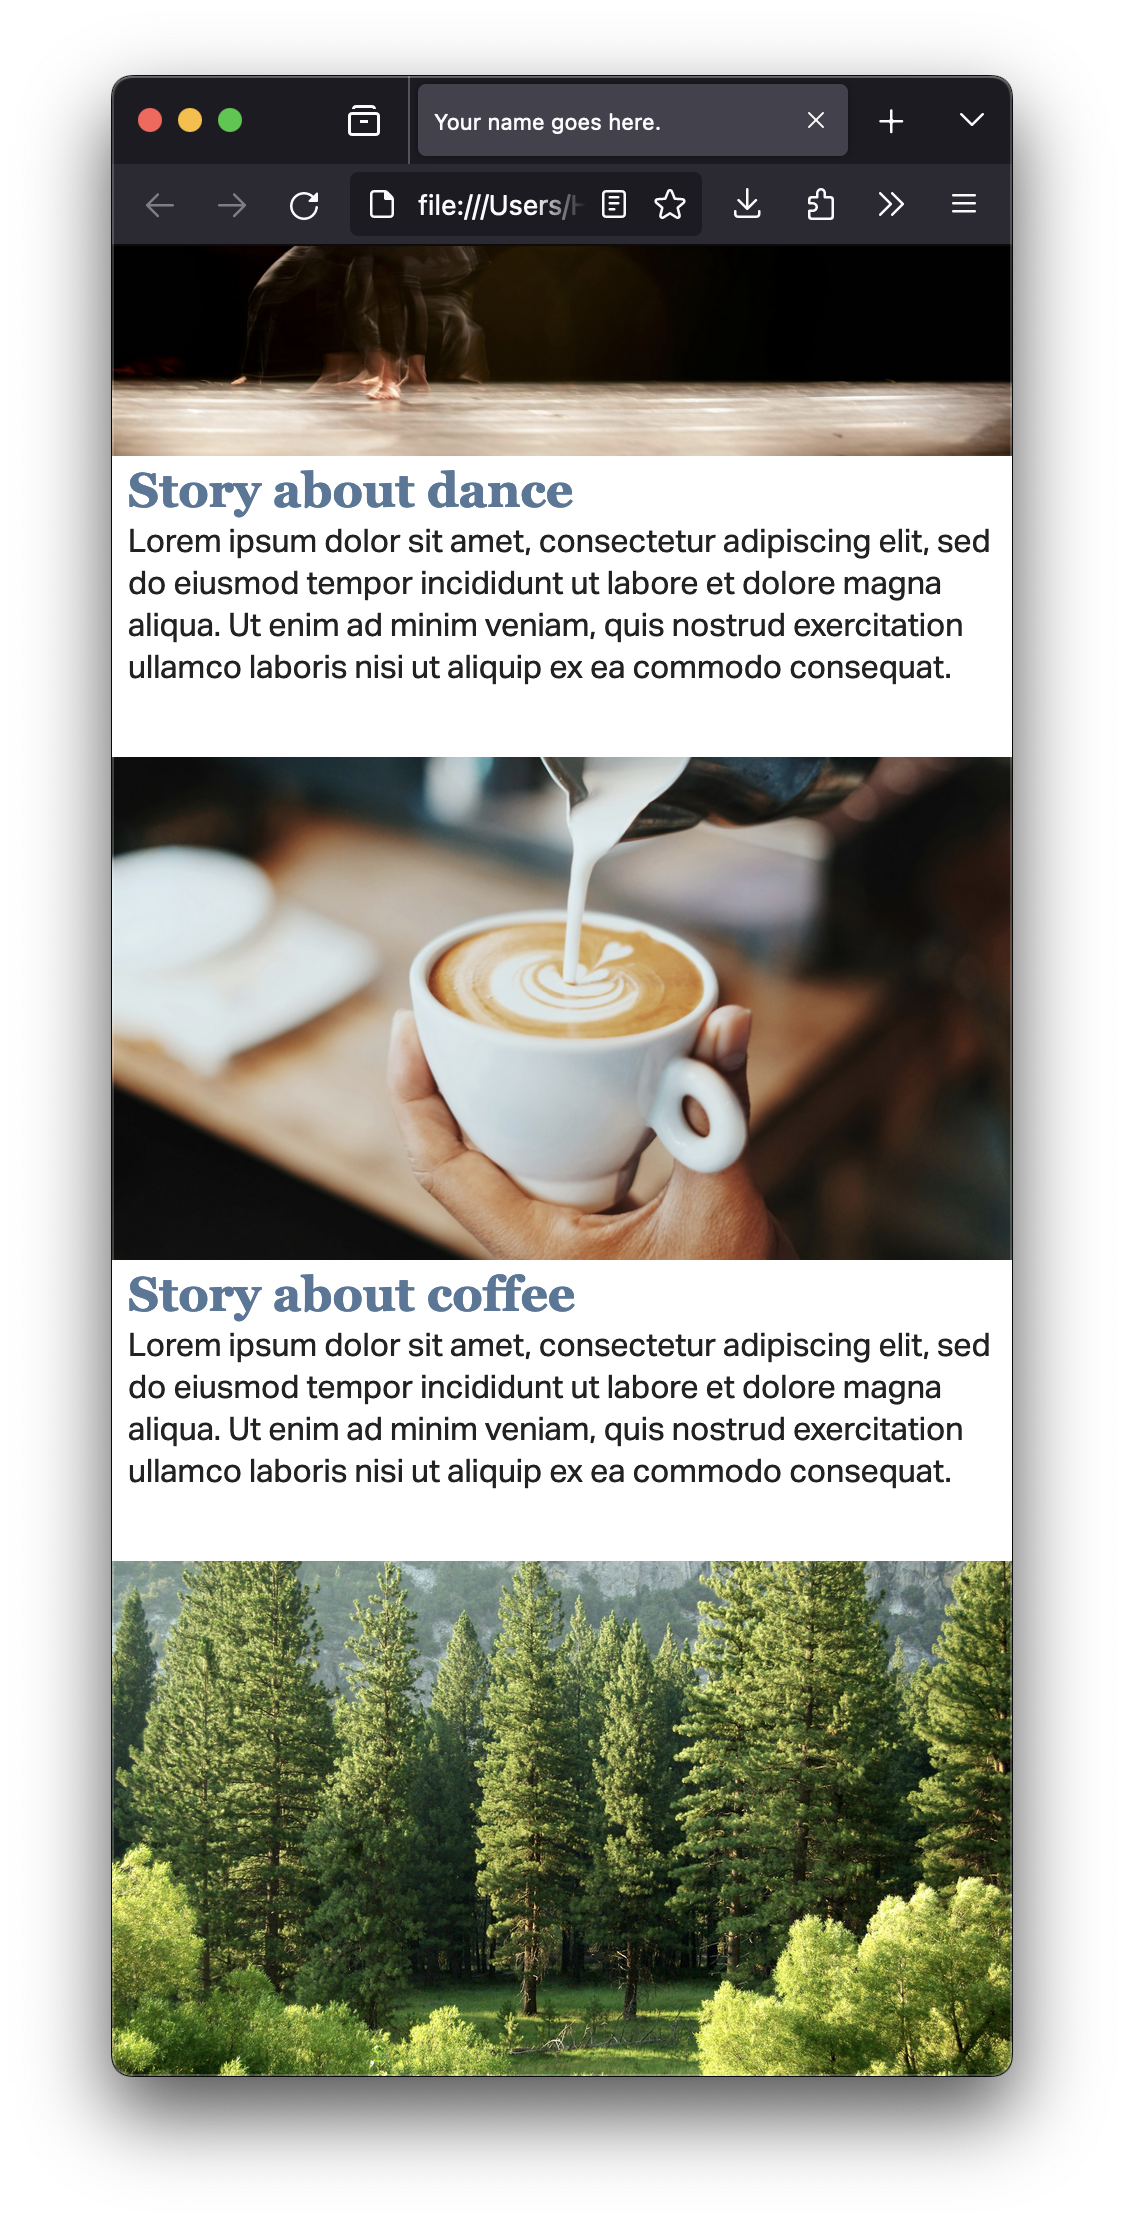 Your name goes here.
file:///Users/
Story about dance
Lorem ipsum dolor sit amet, consectetur adipiscing elit, sed
do eiusmod tempor incididunt ut labore et dolore magna
aliqua. Ut enim ad minim veniam, quis nostrud exercitation
ullamco laboris nisi ut aliquip ex ea commodo consequat.
Story about coffee
Lorem ipsum dolor sit amet, consectetur adipiscing elit, sed
do eiusmod tempor incididunt ut labore et dolore magna
aliqua. Ut enim ad minim veniam, quis nostrud exercitation
ullamco laboris nisi ut aliquip ex ea commodo consequat.